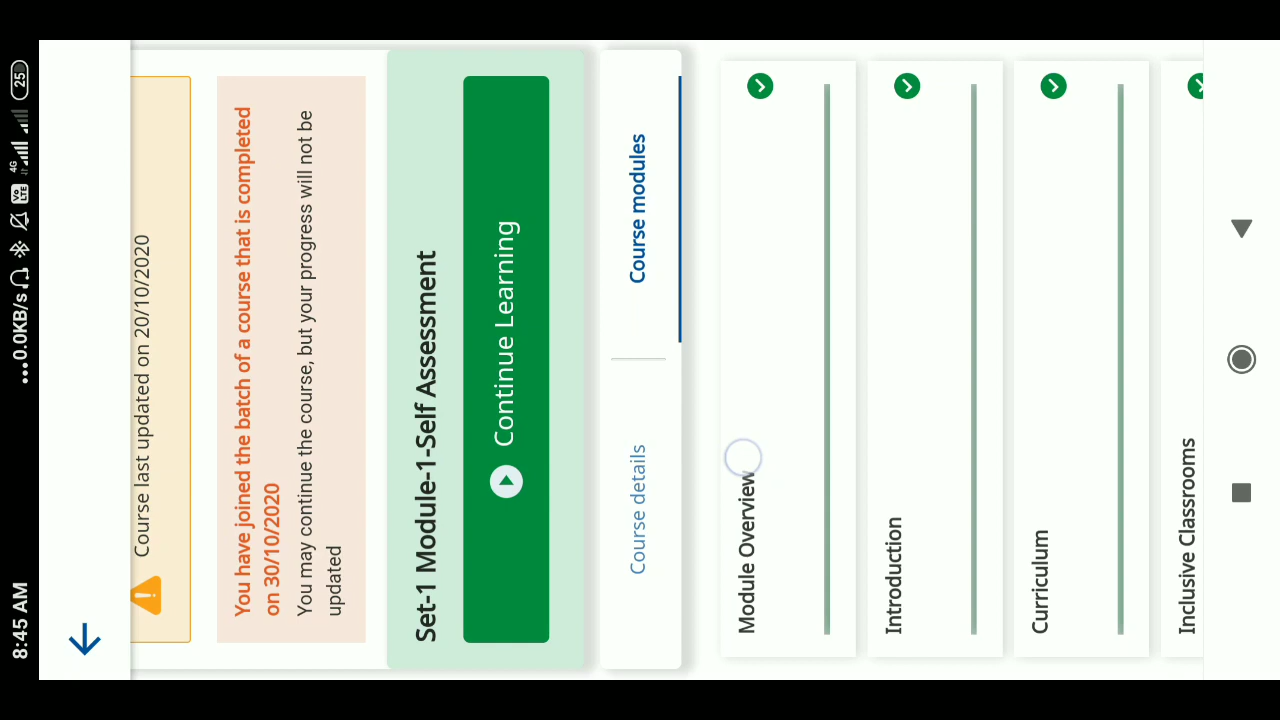 8:45 AM
...0.0KB/s
4G
Vo
LTE
25
Course last updated on 20/10/2020
You have joined the batch of a course that is completed
on 30/10/2020
You may continue the course, but your progress will not be
updated
Set-1 Module-1-Self Assessment
Continue Learning
Course details
Course modules
Module Overview
Introduction
Curriculum
Inclusive Classrooms